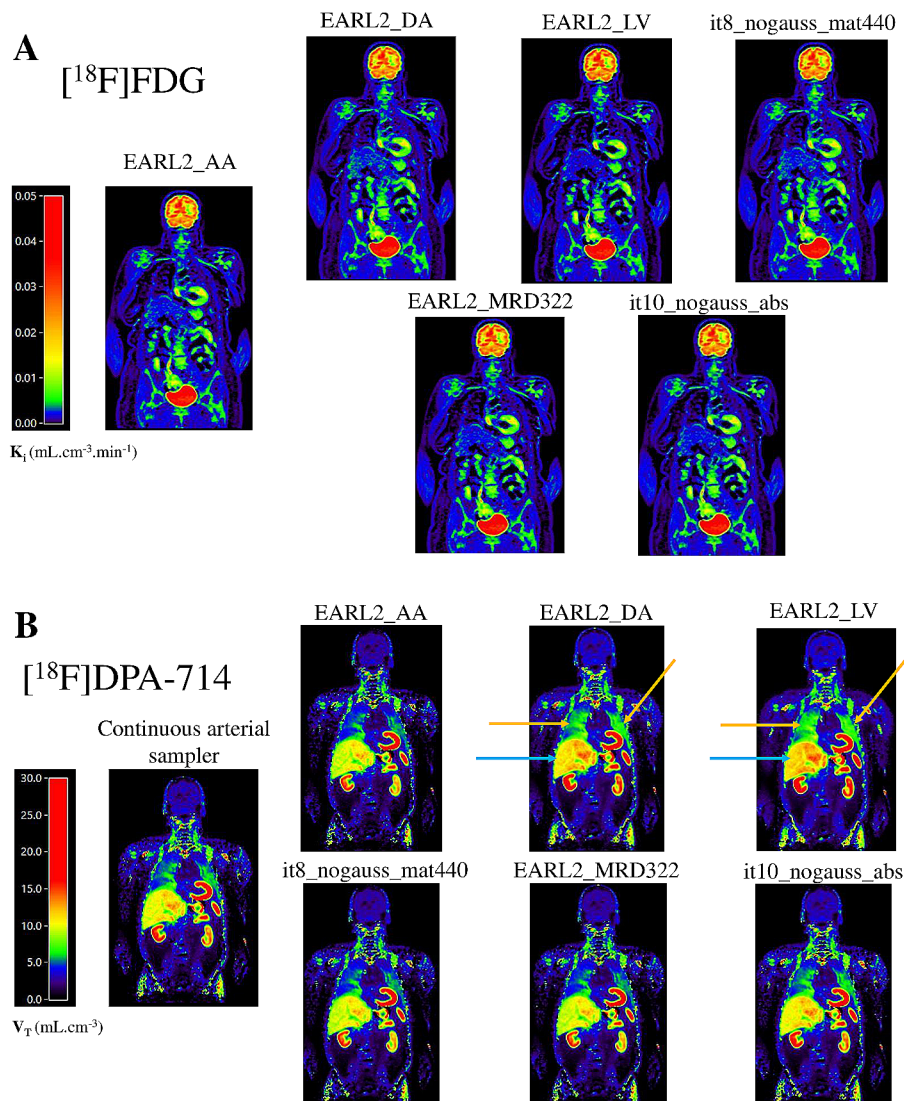 A
[¹⁸F]FDG
EARL2_DA
EARL2_LV
it8_nogauss_mat440
EARL2_AA
0.05
0.04
0.03
0.02
0.01
0.00
Kᵢ (mL.cm⁻³.min⁻¹)
EARL2_MRD322
it10_nogauss_abs
B
[¹⁸F]DPA-714
EARL2_AA
EARL2_DA
EARL2_LV
Continuous arterial
sampler
30.0
25.0
20.0
15.0
10.0
5.0
0.0
V_T (mL.cm⁻³)
it8_nogauss_mat440
EARL2_MRD322
it10_nogauss_abs